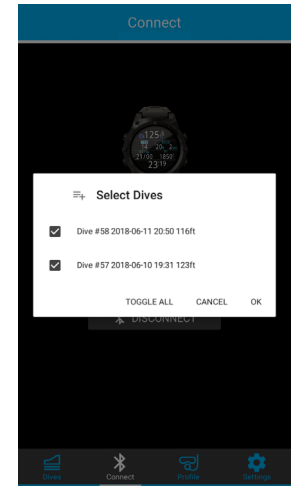 Connect
125
21/00 1850
23:19
Select Dives
Dive #58 2018-06-11 20:50 116ft
Dive #57 2018-06-10 19:31 123ft
TOGGLE ALL CANCEL OK
DISCONNECT
Dives Connect Profile Settings